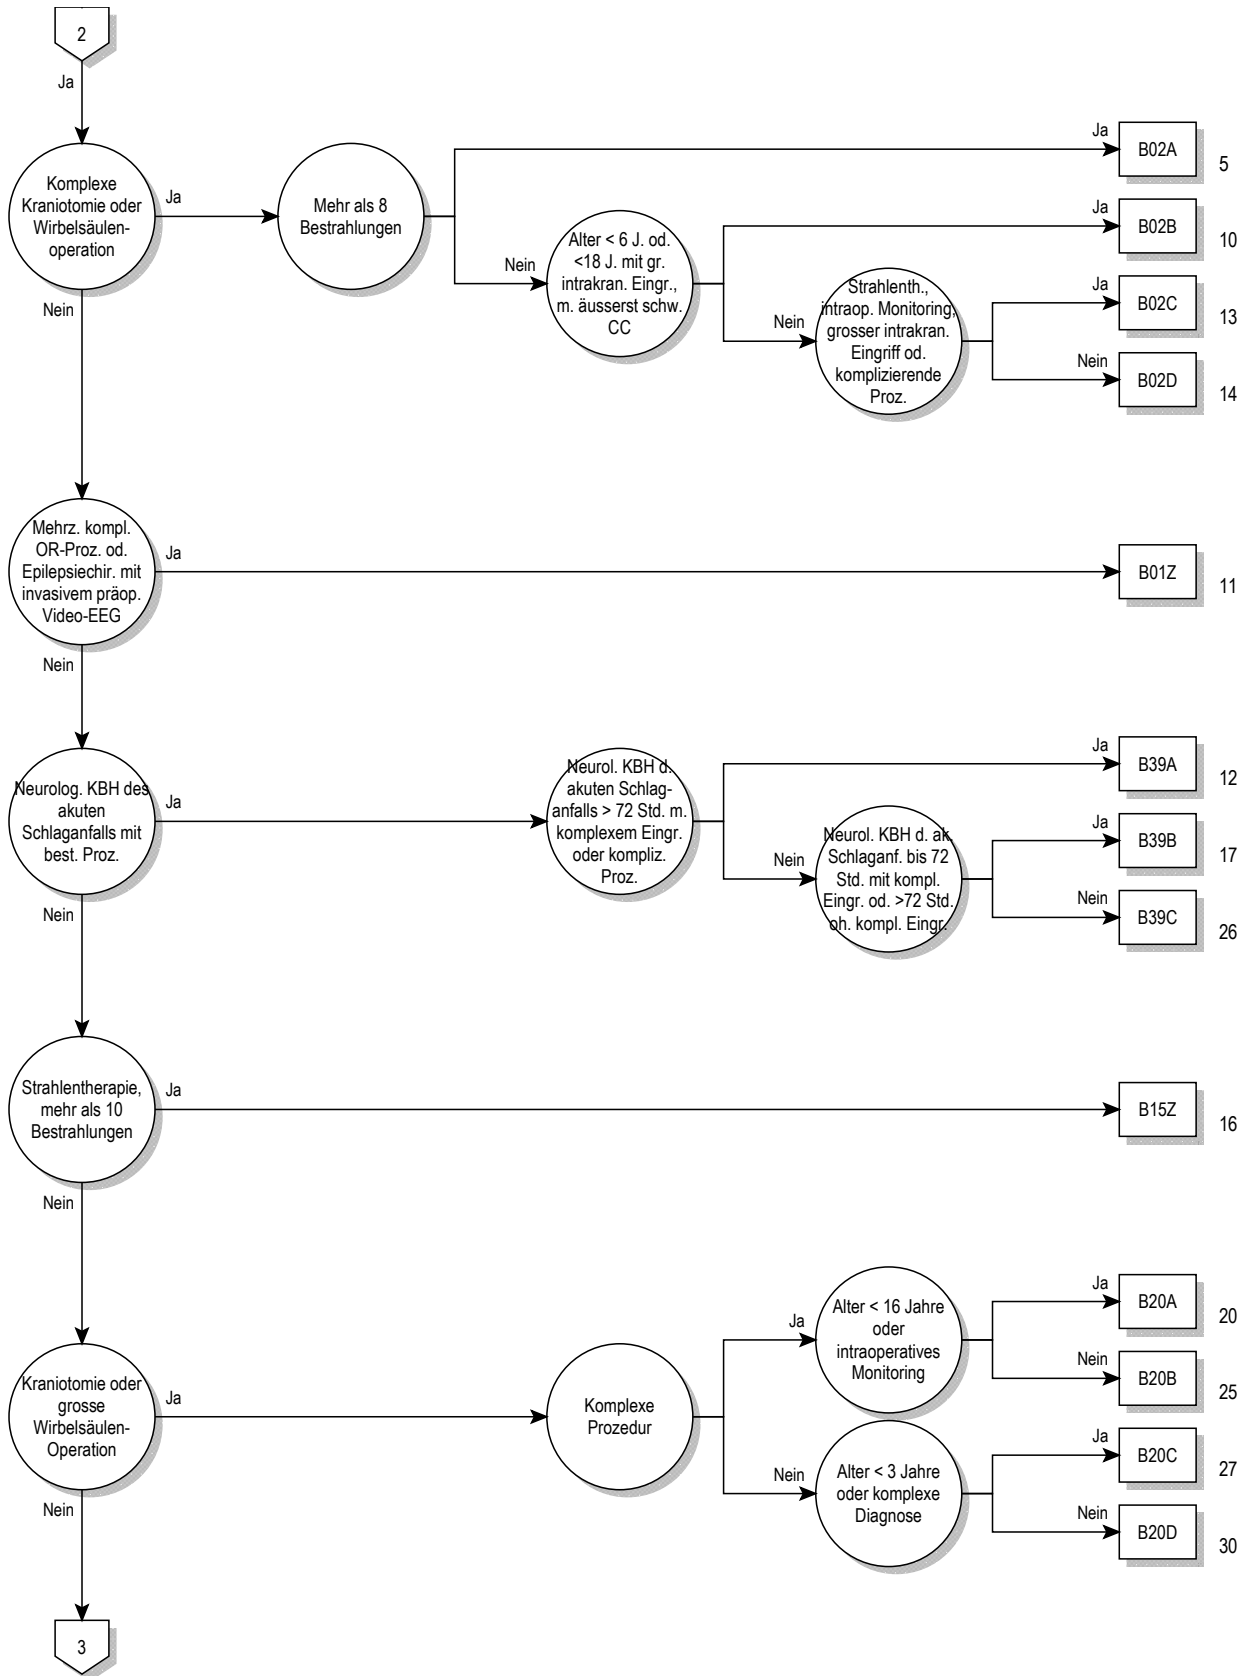 2
Ja
Komplexe
Kraniotomie oder
Wirbelsäulen-
operation
Ja
Mehr als 8
Bestrahlungen
Ja
B02A
5
Nein
Alter < 6 J. od.
<18 J. mit gr.
intrakran. Eingr.,
m. äusserst schw.
CC
Ja
B02B
10
Nein
Strahlenth.,
intraop. Monitoring,
grosser intrakran.
Eingriff od.
komplizierende
Proz.
Ja
B02C
13
Nein
B02D
14
Nein
Mehrz. kompl.
OR-Proz. od.
Epilepsiechir. mit
invasivem präop.
Video-EEG
Ja
B01Z
11
Nein
Neurolog. KBH des
akuten
Schlaganfalls mit
best. Proz.
Ja
Neurol. KBH d.
akuten Schlag-
anfalls > 72 Std. m.
komplexem Eingr.
oder kompliz.
Proz.
Ja
B39A
12
Nein
Neurol. KBH d. ak.
Schlaganf. bis 72
Std. mit kompl.
Eingr. od. >72 Std.
oh. kompl. Eingr.
Ja
B39B
17
Nein
B39C
26
Nein
Strahlentherapie,
mehr als 10
Bestrahlungen
Ja
B15Z
16
Nein
Kraniotomie oder
grosse
Wirbelsäulen-
Operation
Ja
Komplexe
Prozedur
Ja
Alter < 16 Jahre
oder
intraoperatives
Monitoring
Ja
B20A
20
Nein
B20B
25
Nein
Alter < 3 Jahre
oder komplexe
Diagnose
Ja
B20C
27
Nein
B20D
30
Nein
3